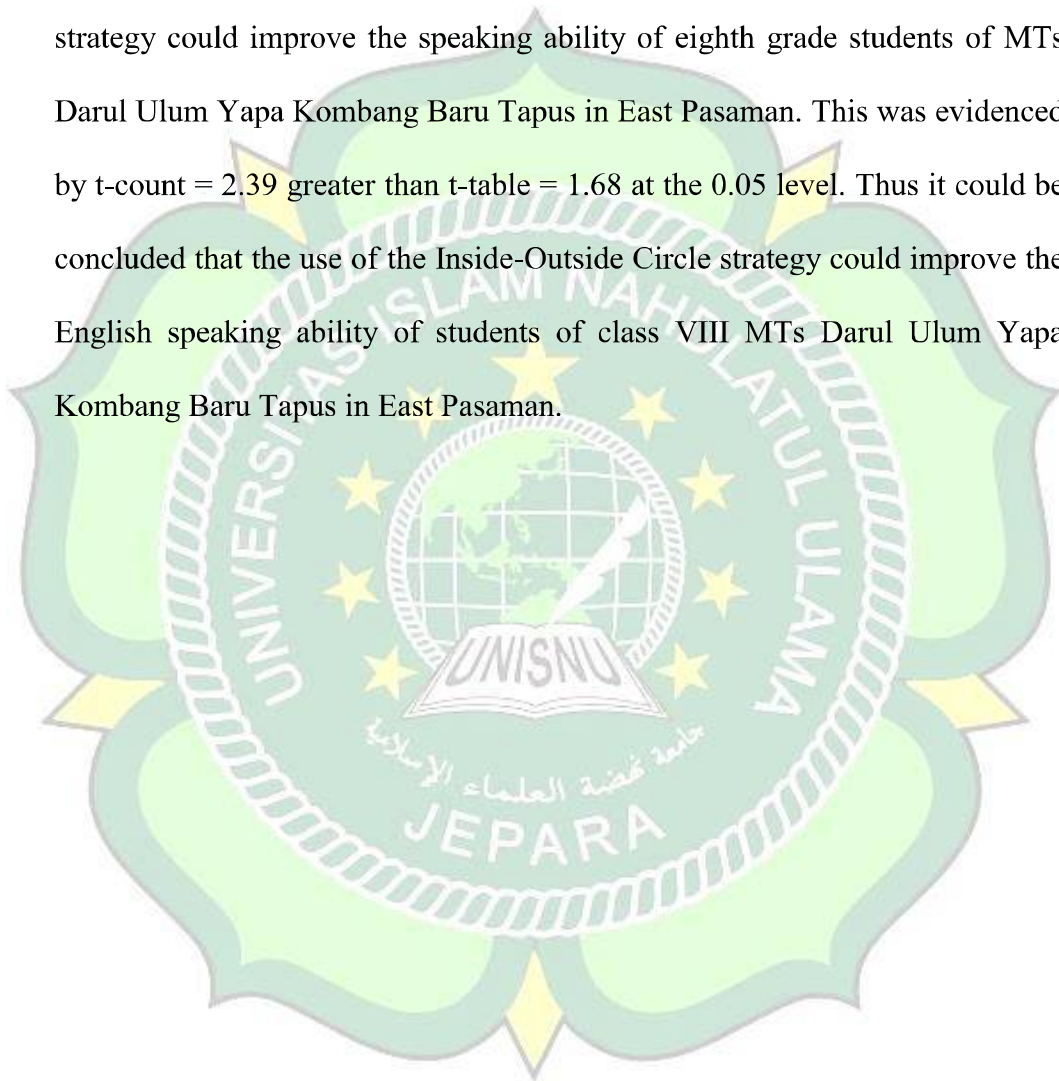 strategy could improve the speaking ability of eighth grade students of MTs
Darul Ulum Yapa Kombang Baru Tapus in East Pasaman. This was evidenced
by t-count = 2.39 greater than t-table = 1.68 at the 0.05 level. Thus it could be
concluded that the use of the Inside-Outside Circle strategy could improve the
English speaking ability of students of class VIII MTs Darul Ulum Yapa
Kombang Baru Tapus in East Pasaman.
UNIVERSITAS ISLAM NAHDLATUL ULAMA
UNISNU
جامعة نهضة العلماء الإسلامية
JEPARA